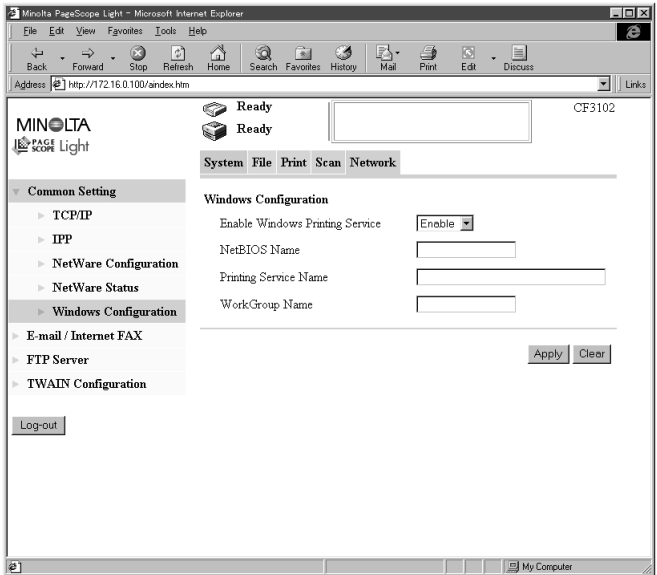 Minolta PageScope Light - Microsoft Internet Explorer
File Edit View Favorites Tools Help
Back Forward Stop Refresh Home Search Favorites History Mail Print Edit Discuss
Address http://172.16.0.100/aindex.htm Links
MINOLTA
PAGE SCOPE Light
Ready
Ready
CF3102
System File Print Scan Network
Common Setting
TCP/IP
IPP
NetWare Configuration
NetWare Status
Windows Configuration
E-mail / Internet FAX
FTP Server
TWAIN Configuration
Log-out
Windows Configuration
Enable Windows Printing Service Enable
NetBIOS Name
Printing Service Name
WorkGroup Name
Apply Clear
My Computer